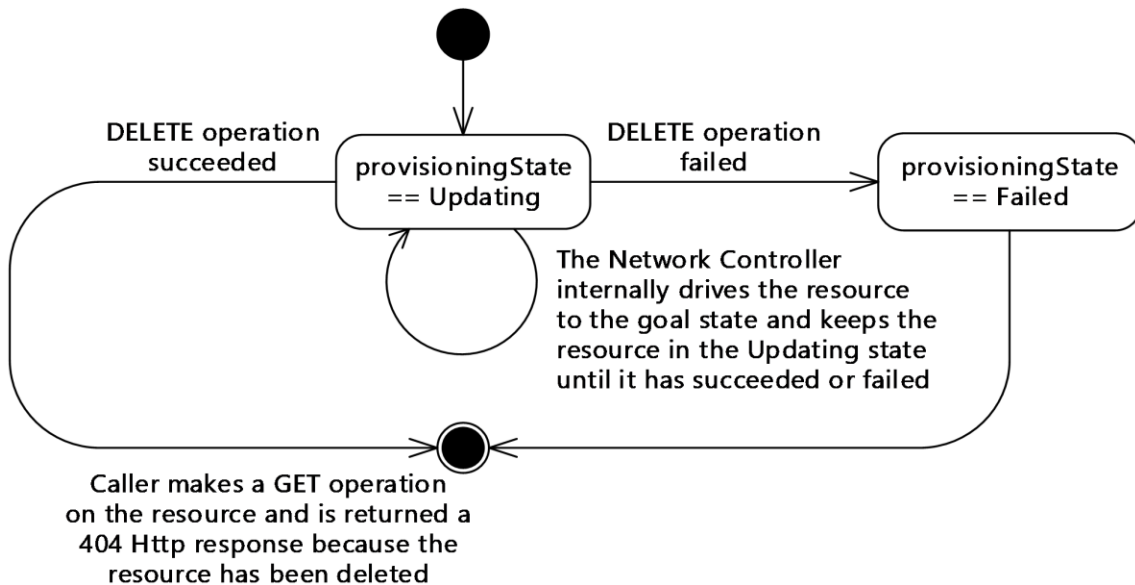 DELETE operation
succeeded
provisioningState
== Updating
DELETE operation
failed
provisioningState
== Failed
The Network Controller
internally drives the resource
to the goal state and keeps the
resource in the Updating state
until it has succeeded or failed
Caller makes a GET operation
on the resource and is returned a
404 Http response because the
resource has been deleted